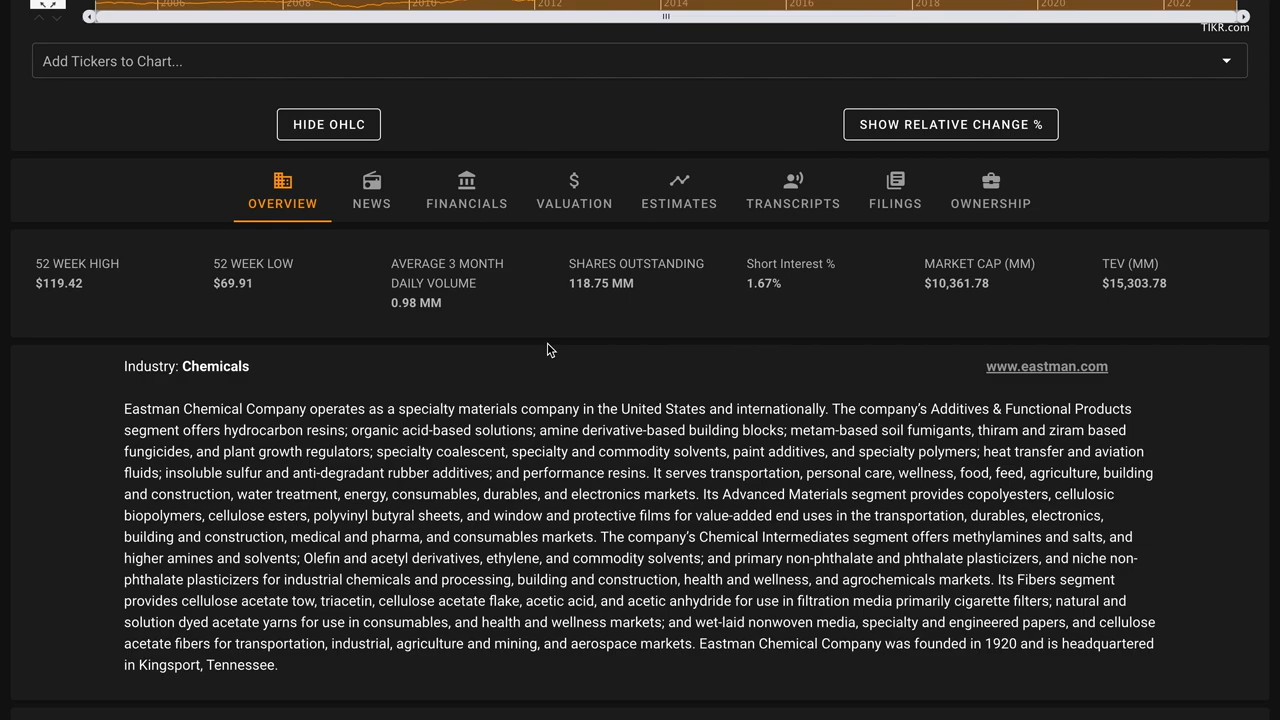 2006 2008 2010 2012 2014 2016 2018 2020 2022
TIKR.com
Add Tickers to Chart...
HIDE OHLC
SHOW RELATIVE CHANGE %
OVERVIEW NEWS FINANCIALS VALUATION ESTIMATES TRANSCRIPTS FILINGS OWNERSHIP
52 WEEK HIGH
$119.42
52 WEEK LOW
$69.91
AVERAGE 3 MONTH
DAILY VOLUME
0.98 MM
SHARES OUTSTANDING
118.75 MM
Short Interest %
1.67%
MARKET CAP (MM)
$10,361.78
TEV (MM)
$15,303.78
Industry: Chemicals
www.eastman.com
Eastman Chemical Company operates as a specialty materials company in the United States and internationally. The company's Additives & Functional Products
segment offers hydrocarbon resins; organic acid-based solutions; amine derivative-based building blocks; metam-based soil fumigants, thiram and ziram based
fungicides, and plant growth regulators; specialty coalescent, specialty and commodity solvents, paint additives, and specialty polymers; heat transfer and aviation
fluids; insoluble sulfur and anti-degradant rubber additives; and performance resins. It serves transportation, personal care, wellness, food, feed, agriculture, building
and construction, water treatment, energy, consumables, durables, and electronics markets. Its Advanced Materials segment provides copolyesters, cellulosic
biopolymers, cellulose esters, polyvinyl butyral sheets, and window and protective films for value-added end uses in the transportation, durables, electronics,
building and construction, medical and pharma, and consumables markets. The company's Chemical Intermediates segment offers methylamines and salts, and
higher amines and solvents; Olefin and acetyl derivatives, ethylene, and commodity solvents; and primary non-phthalate and phthalate plasticizers, and niche non-
phthalate plasticizers for industrial chemicals and processing, building and construction, health and wellness, and agrochemicals markets. Its Fibers segment
provides cellulose acetate tow, triacetin, cellulose acetate flake, acetic acid, and acetic anhydride for use in filtration media primarily cigarette filters; natural and
solution dyed acetate yarns for use in consumables, and health and wellness markets; and wet-laid nonwoven media, specialty and engineered papers, and cellulose
acetate fibers for transportation, industrial, agriculture and mining, and aerospace markets. Eastman Chemical Company was founded in 1920 and is headquartered
in Kingsport, Tennessee.